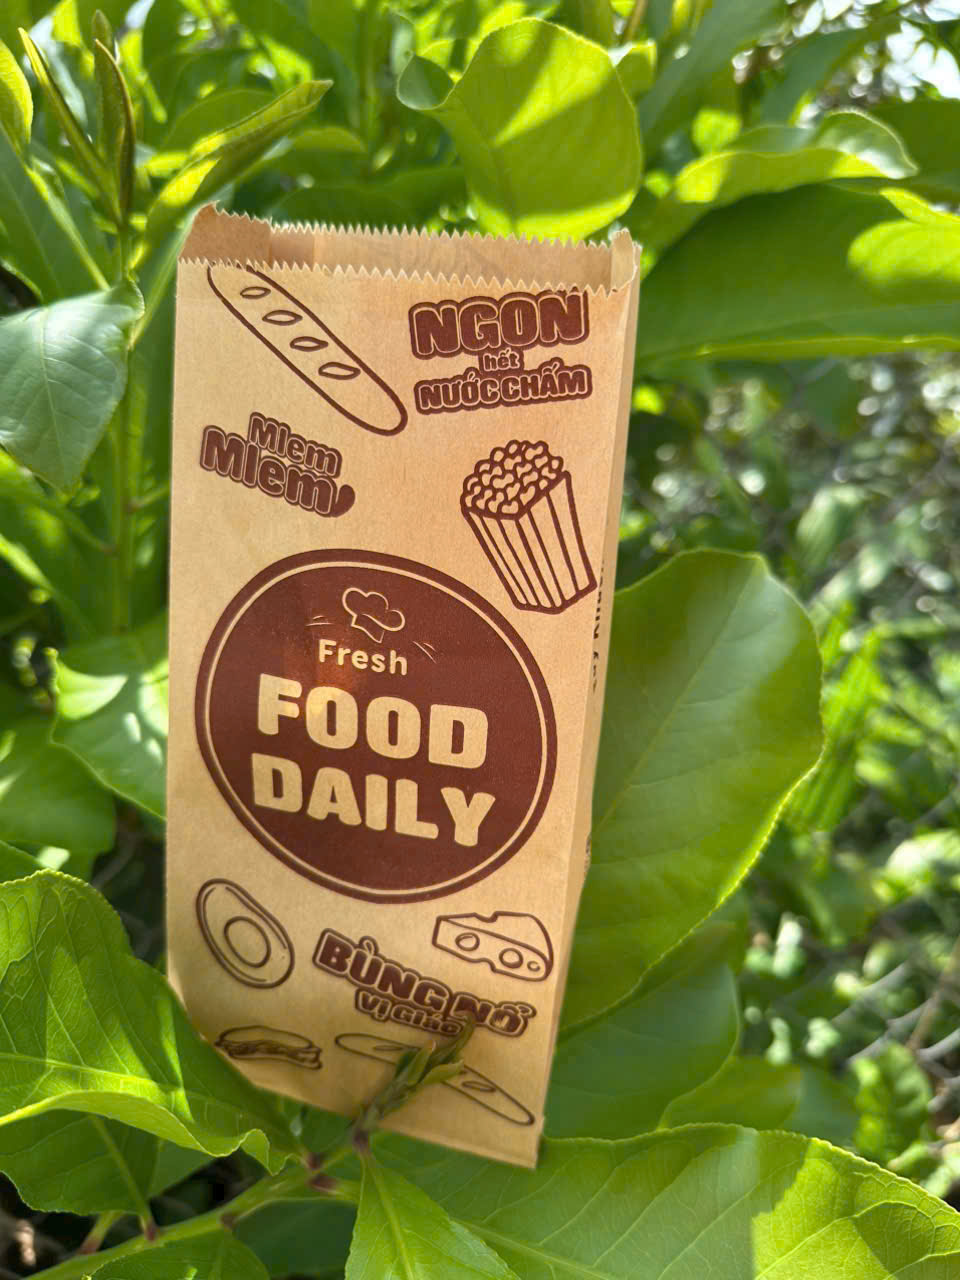 NGON
hết
NƯỚC CHẤM
Mlem
Mlem
Fresh
FOOD
DAILY
BÙNG NỔ
Vị Giác